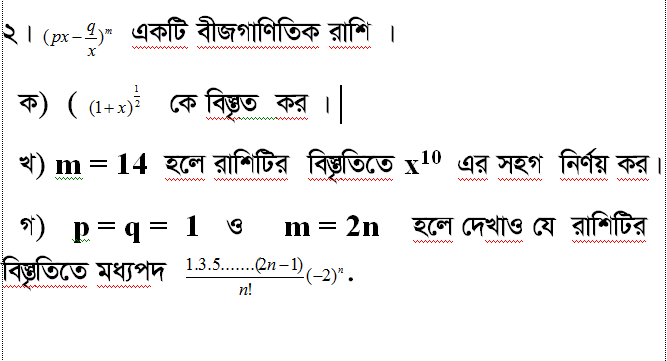 ২। (px − q/x)^m একটি বীজগাণিতিক রাশি ।
ক) ( (1+x)^(1/2) কে বিস্তৃত কর ।
খ) m = 14 হলে রাশিটির বিস্তৃতিতে x^10 এর সহগ নির্ণয় কর।
গ) p = q = 1 ও m = 2n হলে দেখাও যে রাশিটির
বিস্তৃতিতে মধ্যপদ 1.3.5.......(2n−1)/n! (−2)^n .